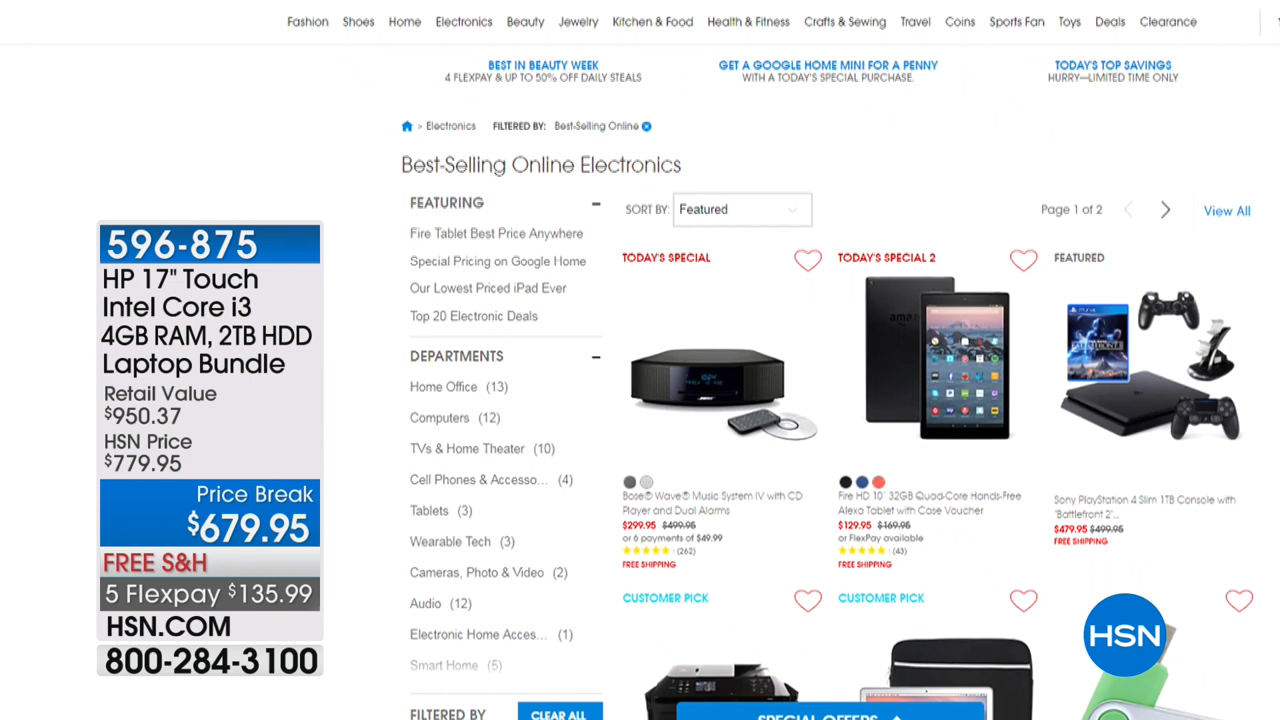 Fashion Shoes Home Electronics Beauty Jewelry Kitchen & Food Health & Fitness Crafts & Sewing Travel Coins Sports Fan Toys Deals Clearance
BEST IN BEAUTY WEEK
4 FLEXPAY & UP TO 50% OFF DAILY STEALS
GET A GOOGLE HOME MINI FOR A PENNY
WITH A TODAY'S SPECIAL PURCHASE.
TODAY'S TOP SAVINGS
HURRY—LIMITED TIME ONLY
> Electronics FILTERED BY: Best-Selling Online
Best-Selling Online Electronics
596-875
HP 17" Touch
Intel Core i3
4GB RAM, 2TB HDD
Laptop Bundle
Retail Value
$950.37
HSN Price
$779.95
Price Break
$679.95
FREE S&H
5 Flexpay $135.99
HSN.COM
800-284-3100
FEATURING
Fire Tablet Best Price Anywhere
Special Pricing on Google Home
Our Lowest Priced iPad Ever
Top 20 Electronic Deals
DEPARTMENTS
Home Office (13)
Computers (12)
TVs & Home Theater (10)
Cell Phones & Accesso... (4)
Tablets (3)
Wearable Tech (3)
Cameras, Photo & Video (2)
Audio (12)
Electronic Home Acces... (1)
Smart Home (5)
FILTERED BY
CLEAR ALL
SORT BY: Featured
Page 1 of 2
View All
TODAY'S SPECIAL
BOSE
Bose® Wave® Music System IV with CD
Player and Dual Alarms
$299.95 $499.95
or 6 payments of $49.99
(262)
FREE SHIPPING
TODAY'S SPECIAL 2
amazon
Fire HD 10" 32GB Quad-Core Hands-Free
Alexa Tablet with Case Voucher
$129.95 $169.95
or FlexPay available
(43)
FREE SHIPPING
FEATURED
Sony PlayStation 4 Slim 1TB Console with
"Battlefront 2"...
$479.95 $499.95
FREE SHIPPING
CUSTOMER PICK
CUSTOMER PICK
HSN
SPECIAL OFFERS